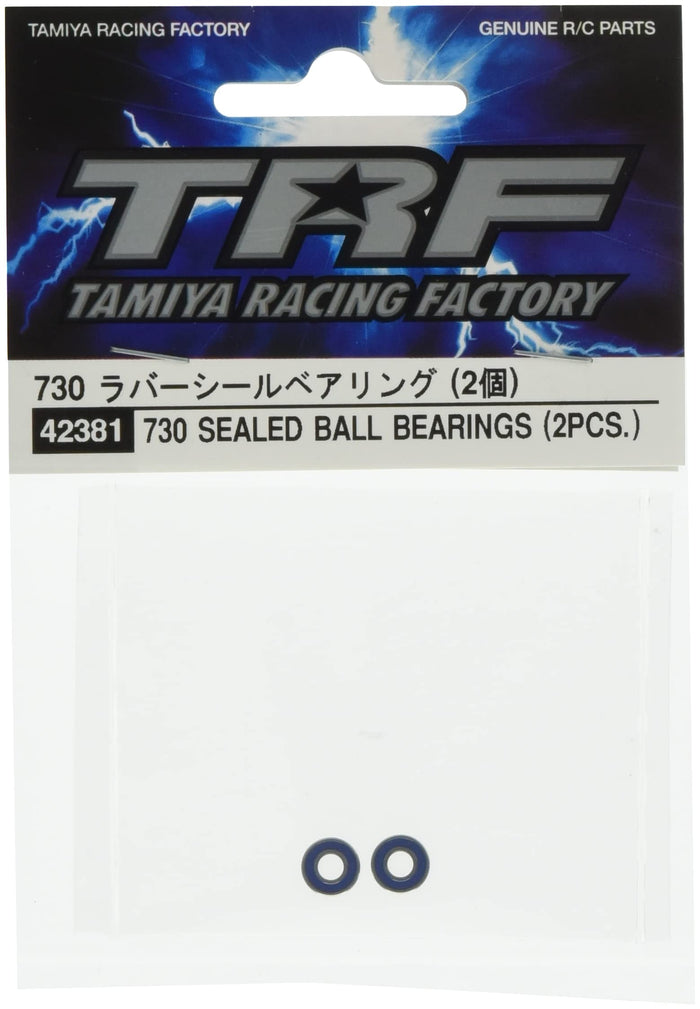 TAMIYA RACING FACTORY
GENUINE R/C PARTS
TRF
TAMIYA RACING FACTORY
730 ラバーシールベアリング (2個)
42381 730 SEALED BALL BEARINGS (2PCS.)